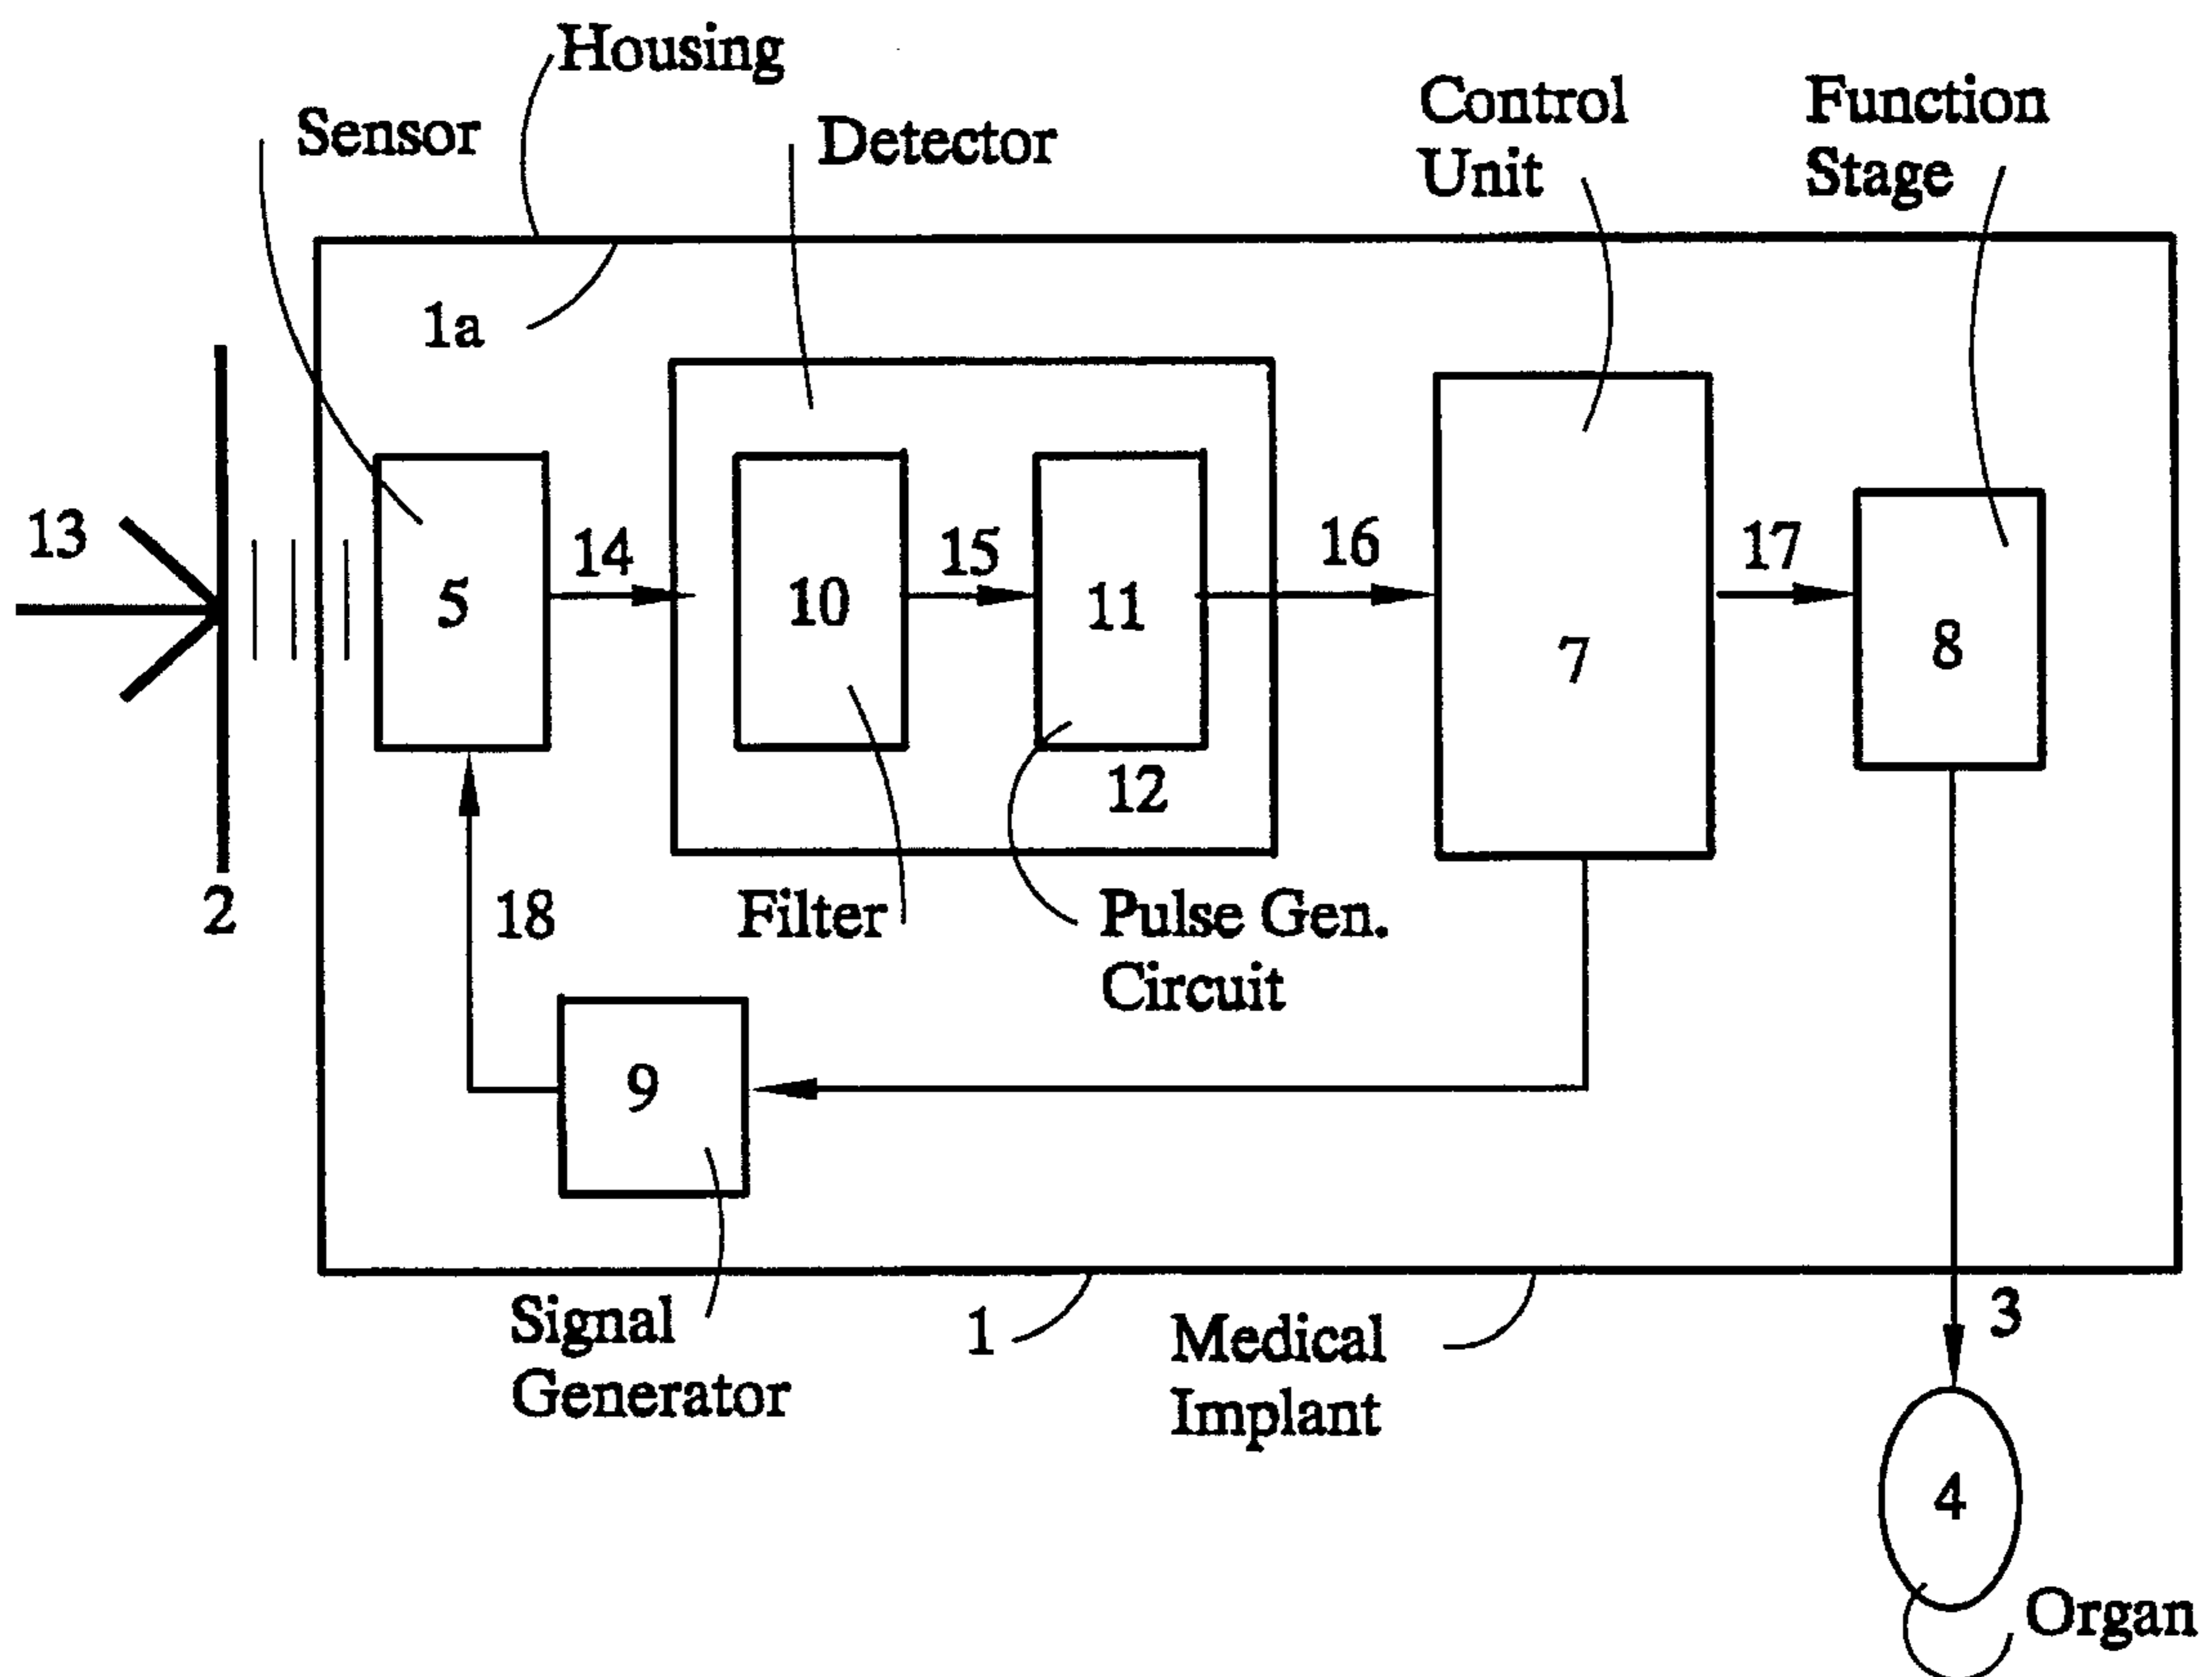 Housing
Sensor
Detector
Control
Unit
Function
Stage
1a
13
14
15
16
17
5
10
11
7
8
12
2
18
Filter
Pulse Gen.
Circuit
9
Signal
Generator
1
Medical
Implant
3
4
Organ